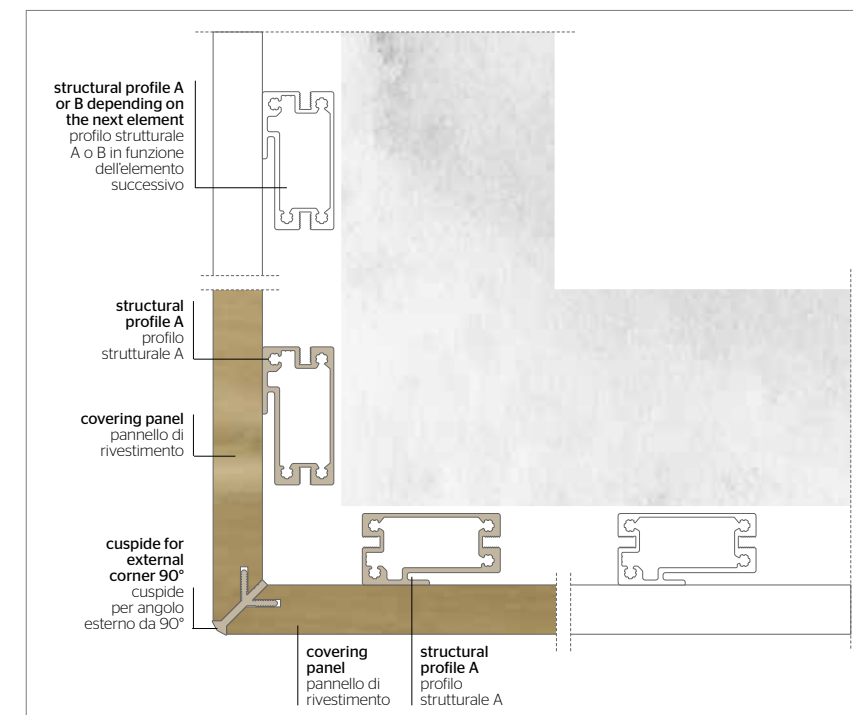 structural profile A
or B depending on
the next element
profilo strutturale
A o B in funzione
dell'elemento
successivo
structural
profile A
profilo
strutturale A
covering panel
pannello di
rivestimento
cuspide for
external
corner 90°
cuspide
per angolo
esterno da 90°
covering
panel
pannello di
rivestimento
structural
profile A
profilo
strutturale A